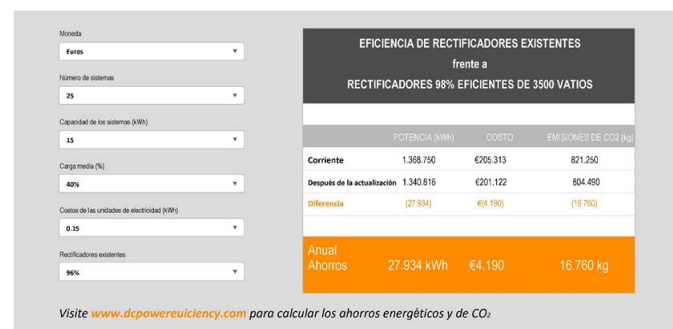 Moneda
Euros
Número de sistemas
25
Capacidad de los sistemas (kWh)
15
Carga media (%)
40%
Costos de las unidades de electricidad (kWh)
0.15
Rectificadores existentes
96%
EFICIENCIA DE RECTIFICADORES EXISTENTES
frente a
RECTIFICADORES 98% EFICIENTES DE 3500 VATIOS
POTENCIA (kWh) COSTO EMISIONES DE CO2 (kg)
Corriente 1.368.750 €205.313 821.250
Después de la actualización 1.340.816 €201.122 804.490
Diferencia (27.934) €(4.190) (16 760)
Anual
Ahorros 27.934 kWh €4.190 16.760 kg
Visite www.dcpowereuiciency.com para calcular los ahorros energéticos y de CO₂